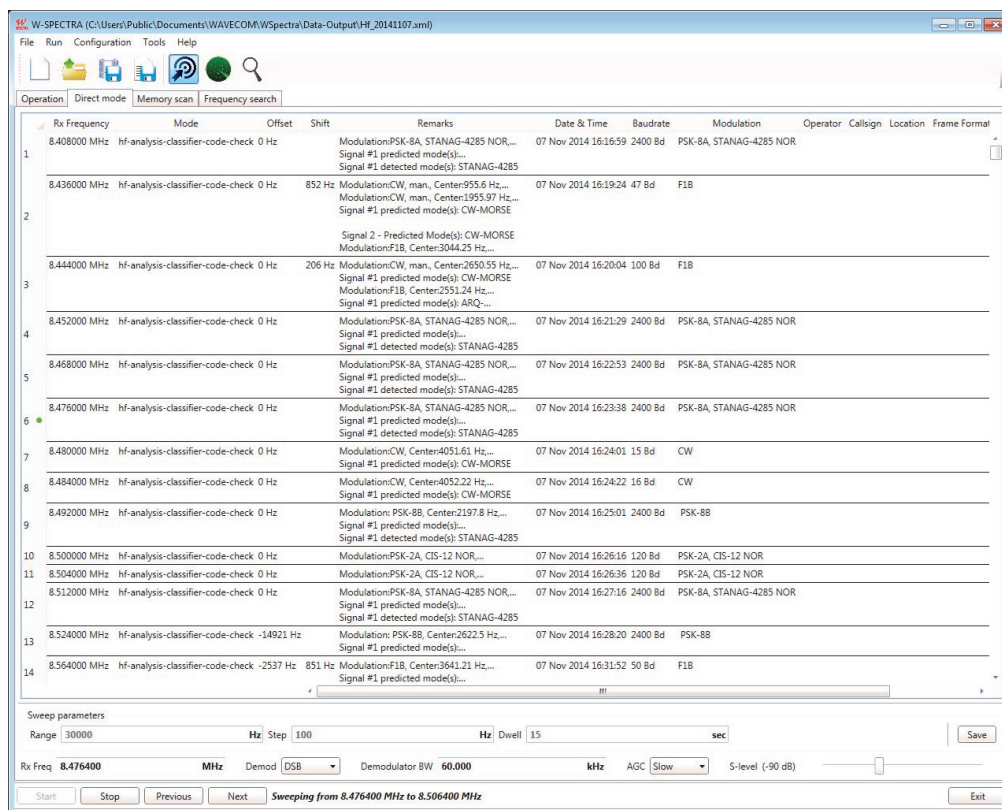 W-SPECTRA (C:\Users\Public\Documents\WAVECOM\WSpectra\Data-Output\Hf_20141107.xml)
File Run Configuration Tools Help
Operation Direct mode Memory scan Frequency search
Rx Frequency Mode Offset Shift Remarks Date & Time Baudrate Modulation Operator Callsign Location Frame Format
1 8.408000 MHz hf-analysis-classifier-code-check 0 Hz Modulation:PSK-8A, STANAG-4285 NOR,... 07 Nov 2014 16:16:59 2400 Bd PSK-8A, STANAG-4285 NOR
Signal #1 predicted mode(s):...
Signal #1 detected mode(s): STANAG-4285
2 8.436000 MHz hf-analysis-classifier-code-check 0 Hz 852 Hz Modulation:CW, man., Center:955.6 Hz,... 07 Nov 2014 16:19:24 47 Bd F1B
Modulation:CW, man., Center:1955.97 Hz,...
Signal #1 predicted mode(s): CW-MORSE
Signal 2 - Predicted Mode(s): CW-MORSE
Modulation:F1B, Center:3044.25 Hz,...
3 8.444000 MHz hf-analysis-classifier-code-check 0 Hz 206 Hz Modulation:CW, man., Center:2650.55 Hz,... 07 Nov 2014 16:20:04 100 Bd F1B
Signal #1 predicted mode(s): CW-MORSE
Modulation:F1B, Center:2551.24 Hz,...
Signal #1 predicted mode(s): ARQ-...
4 8.452000 MHz hf-analysis-classifier-code-check 0 Hz Modulation:PSK-8A, STANAG-4285 NOR,... 07 Nov 2014 16:21:29 2400 Bd PSK-8A, STANAG-4285 NOR
Signal #1 predicted mode(s):...
Signal #1 detected mode(s): STANAG-4285
5 8.468000 MHz hf-analysis-classifier-code-check 0 Hz Modulation:PSK-8A, STANAG-4285 NOR,... 07 Nov 2014 16:22:53 2400 Bd PSK-8A, STANAG-4285 NOR
Signal #1 predicted mode(s):...
Signal #1 detected mode(s): STANAG-4285
6 8.476000 MHz hf-analysis-classifier-code-check 0 Hz Modulation:PSK-8A, STANAG-4285 NOR,... 07 Nov 2014 16:23:38 2400 Bd PSK-8A, STANAG-4285 NOR
Signal #1 predicted mode(s):...
Signal #1 detected mode(s): STANAG-4285
7 8.480000 MHz hf-analysis-classifier-code-check 0 Hz Modulation:CW, Center:4051.61 Hz,... 07 Nov 2014 16:24:01 15 Bd CW
Signal #1 predicted mode(s): CW-MORSE
8 8.484000 MHz hf-analysis-classifier-code-check 0 Hz Modulation:CW, Center:4052.22 Hz,... 07 Nov 2014 16:24:22 16 Bd CW
Signal #1 predicted mode(s): CW-MORSE
9 8.492000 MHz hf-analysis-classifier-code-check 0 Hz Modulation: PSK-8B, Center:2197.8 Hz,... 07 Nov 2014 16:25:01 2400 Bd PSK-8B
Signal #1 predicted mode(s):...
Signal #1 detected mode(s): STANAG-4285
10 8.500000 MHz hf-analysis-classifier-code-check 0 Hz Modulation:PSK-2A, CIS-12 NOR,... 07 Nov 2014 16:26:16 120 Bd PSK-2A, CIS-12 NOR
11 8.504000 MHz hf-analysis-classifier-code-check 0 Hz Modulation:PSK-2A, CIS-12 NOR,... 07 Nov 2014 16:26:36 120 Bd PSK-2A, CIS-12 NOR
12 8.512000 MHz hf-analysis-classifier-code-check 0 Hz Modulation:PSK-8A, STANAG-4285 NOR,... 07 Nov 2014 16:27:16 2400 Bd PSK-8A, STANAG-4285 NOR
Signal #1 predicted mode(s):...
Signal #1 detected mode(s): STANAG-4285
13 8.524000 MHz hf-analysis-classifier-code-check -14921 Hz Modulation: PSK-8B, Center:2622.5 Hz,... 07 Nov 2014 16:28:20 2400 Bd PSK-8B
Signal #1 predicted mode(s):...
14 8.564000 MHz hf-analysis-classifier-code-check -2537 Hz 851 Hz Modulation:F1B, Center:3641.21 Hz,... 07 Nov 2014 16:31:52 50 Bd F1B
Signal #1 predicted mode(s):...
Sweep parameters
Range 30000 Hz Step 100 Hz Dwell 15 sec Save
Rx Freq 8.476400 MHz Demod DSB Demodulator BW 60.000 kHz AGC Slow S-level (-90 dB)
Start Stop Previous Next Sweeping from 8.476400 MHz to 8.506400 MHz Exit